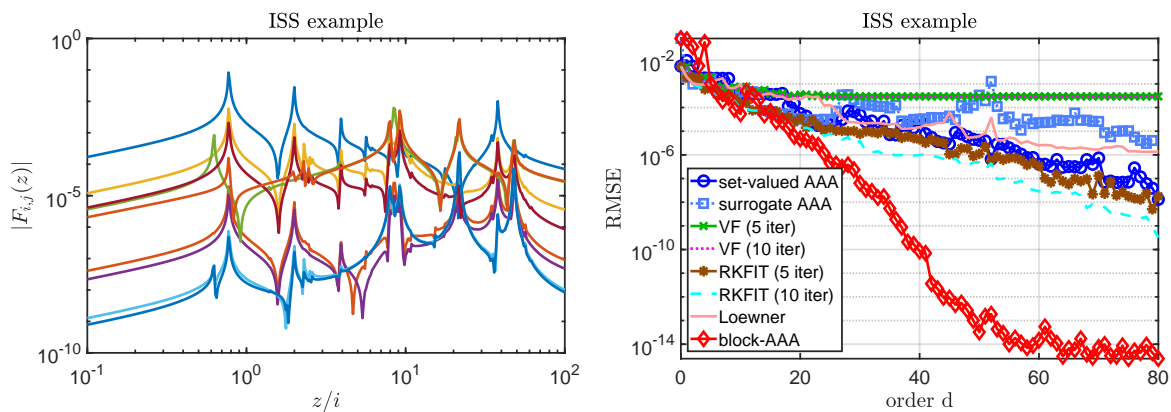 ISS example
10^0
10^-5
10^-10
|F_{i,j}(z)|
10^-1
10^0
10^1
10^2
z/i
ISS example
10^-2
10^-6
10^-10
10^-14
RMSE
set-valued AAA
surrogate AAA
VF (5 iter)
VF (10 iter)
RKFIT (5 iter)
RKFIT (10 iter)
Loewner
block-AAA
0
20
40
60
80
order d